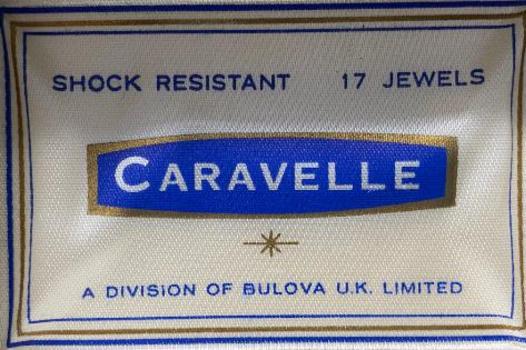 SHOCK RESISTANT 17 JEWELS
CARAVELLE
A DIVISION OF BULOVA U.K. LIMITED